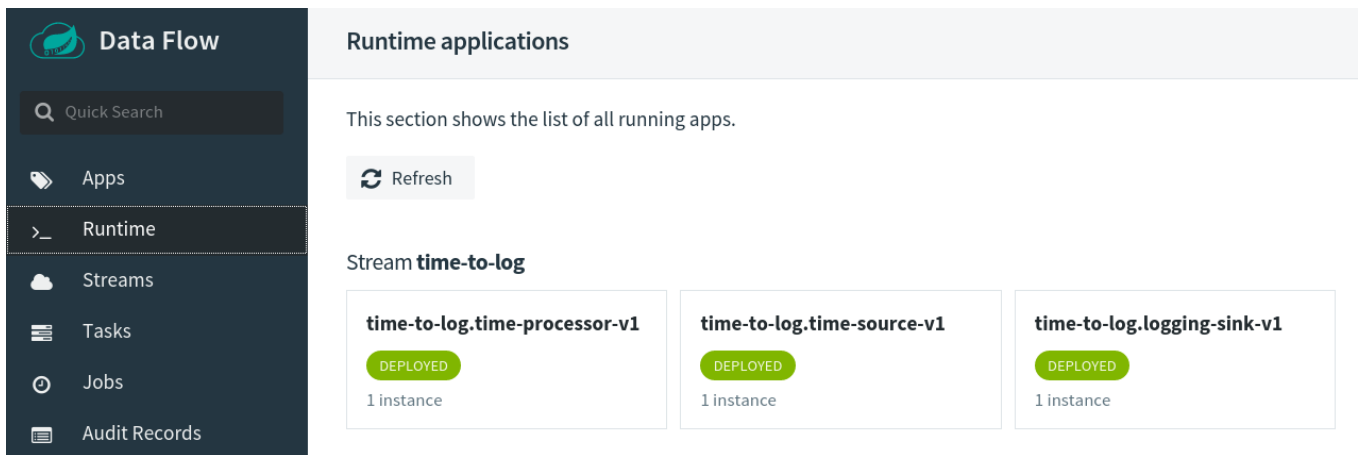 Data Flow
Quick Search
Apps
Runtime
Streams
Tasks
Jobs
Audit Records
Runtime applications
This section shows the list of all running apps.
Refresh
Stream time-to-log
time-to-log.time-processor-v1
DEPLOYED
1 instance
time-to-log.time-source-v1
DEPLOYED
1 instance
time-to-log.logging-sink-v1
DEPLOYED
1 instance